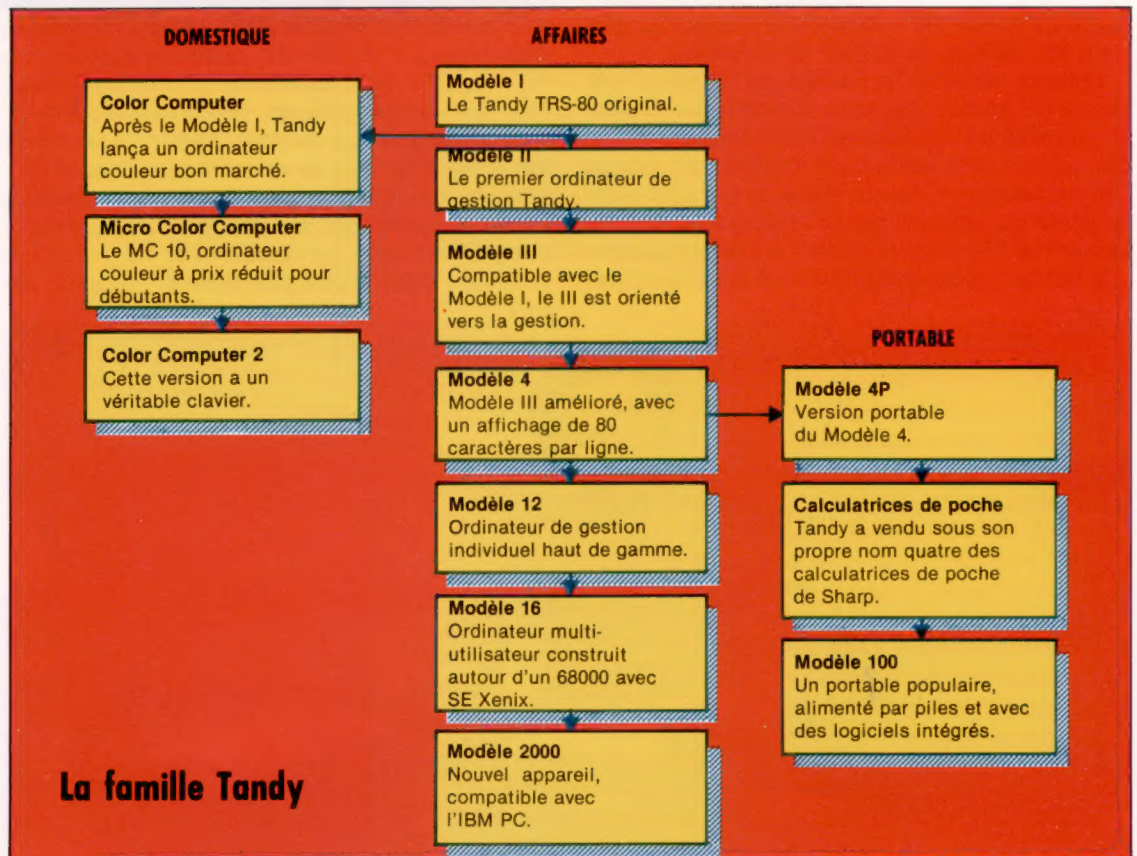 DOMESTIQUE
Color Computer
Après le Modèle I, Tandy
lança un ordinateur
couleur bon marché.
Micro Color Computer
Le MC 10, ordinateur
couleur à prix réduit pour
débutants.
Color Computer 2
Cette version a un
véritable clavier.
AFFAIRES
Modèle I
Le Tandy TRS-80 original.
Modèle II
Le premier ordinateur de
gestion Tandy.
Modèle III
Compatible avec le
Modèle I, le III est orienté
vers la gestion.
Modèle 4
Modèle III amélioré, avec
un affichage de 80
caractères par ligne.
Modèle 12
Ordinateur de gestion
individuel haut de gamme.
Modèle 16
Ordinateur multi-
utilisateur construit
autour d'un 68000 avec
SE Xenix.
Modèle 2000
Nouvel appareil,
compatible avec
l'IBM PC.
PORTABLE
Modèle 4P
Version portable
du Modèle 4.
Calculatrices de poche
Tandy a vendu sous son
propre nom quatre des
calculatrices de poche
de Sharp.
Modèle 100
Un portable populaire,
alimenté par piles et avec
des logiciels intégrés.
La famille Tandy